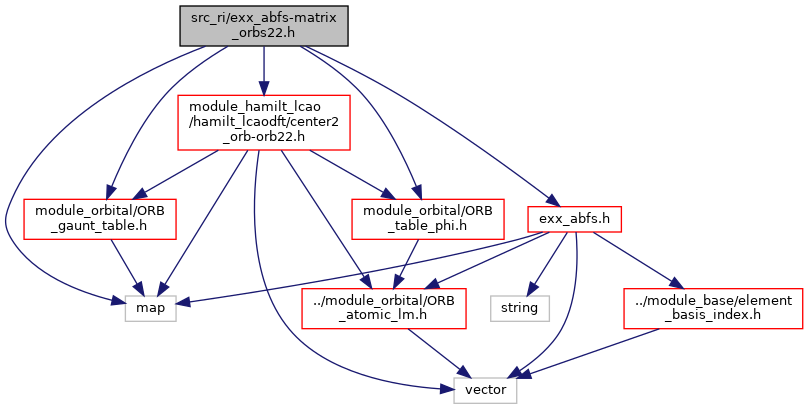 src_ri/exx_abfs-matrix
_orbs22.h
module_hamilt_lcao
/hamilt_lcaodft/center2
_orb-orb22.h
module_orbital/ORB
_gaunt_table.h
module_orbital/ORB
_table_phi.h
exx_abfs.h
map
../module_orbital/ORB
_atomic_lm.h
string
../module_base/element
_basis_index.h
vector